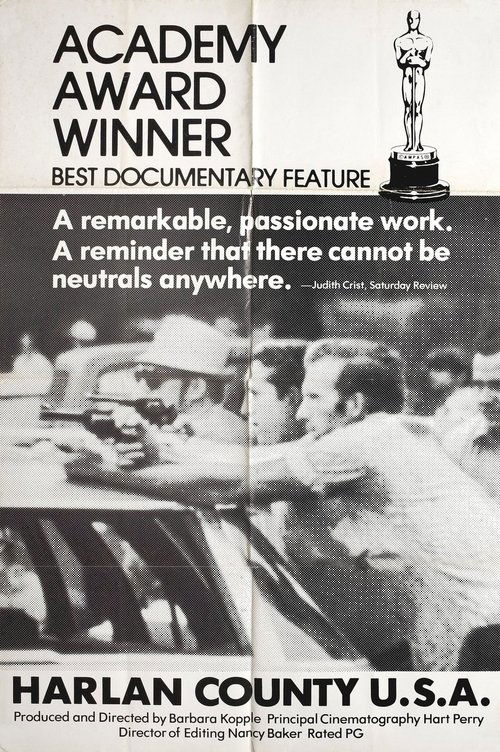 ACADEMY
AWARD
WINNER
BEST DOCUMENTARY FEATURE
©AMPAS®
A remarkable, passionate work.
A reminder that there cannot be
neutrals anywhere. —Judith Crist, Saturday Review
HARLAN COUNTY U.S.A.
Produced and Directed by Barbara Kopple Principal Cinematography Hart Perry
Director of Editing Nancy Baker Rated PG